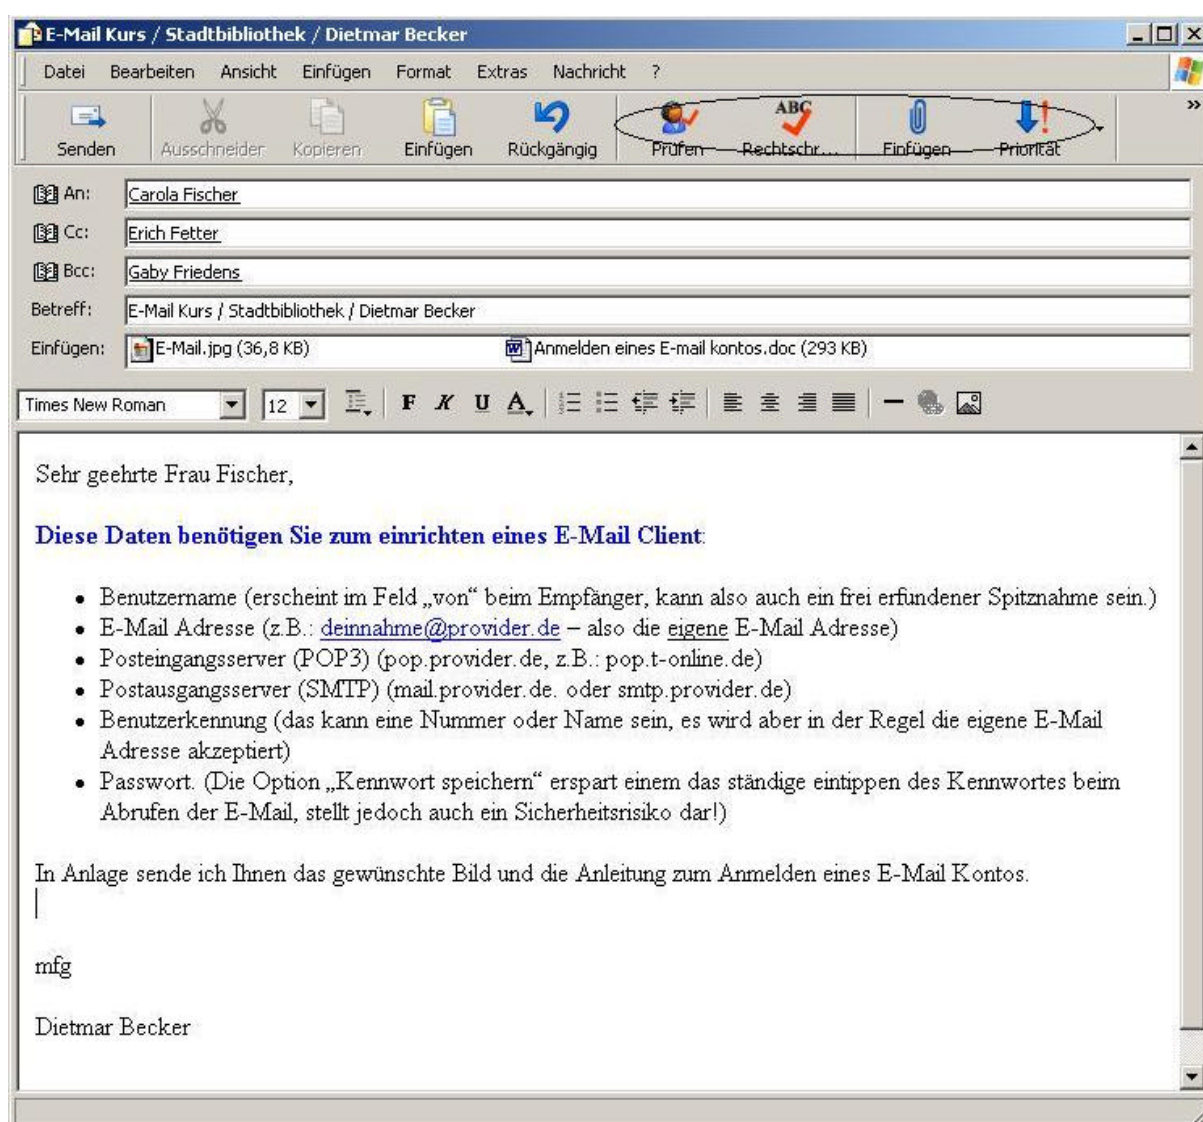 E-Mail Kurs / Stadtbibliothek / Dietmar Becker
Datei Bearbeiten Ansicht Einfügen Format Extras Nachricht ?
ABC
Senden Ausschneiden Kopieren Einfügen Rückgängig Prüfen Rechtschr... Einfügen Priorität
An: Carola Fischer
Cc: Erich Fetter
Bcc: Gaby Friedens
Betreff: E-Mail Kurs / Stadtbibliothek / Dietmar Becker
Einfügen: E-Mail.jpg (36,8 KB) Anmelden eines E-mail kontos.doc (293 KB)
Times New Roman 12 F K U A
Sehr geehrte Frau Fischer,
Diese Daten benötigen Sie zum einrichten eines E-Mail Client:
• Benutzername (erscheint im Feld „von“ beim Empfänger, kann also auch ein frei erfundener Spitznahme sein.)
• E-Mail Adresse (z.B.: deinnahme@provider.de – also die eigene E-Mail Adresse)
• Posteingangsserver (POP3) (pop.provider.de, z.B.: pop.t-online.de)
• Postausgangsserver (SMTP) (mail.provider.de. oder smtp.provider.de)
• Benutzerkennung (das kann eine Nummer oder Name sein, es wird aber in der Regel die eigene E-Mail
Adresse akzeptiert)
• Passwort. (Die Option „Kennwort speichern“ erspart einem das ständige eintippen des Kennwortes beim
Abrufen der E-Mail, stellt jedoch auch ein Sicherheitsrisiko dar!)
In Anlage sende ich Ihnen das gewünschte Bild und die Anleitung zum Anmelden eines E-Mail Kontos.
mfg
Dietmar Becker